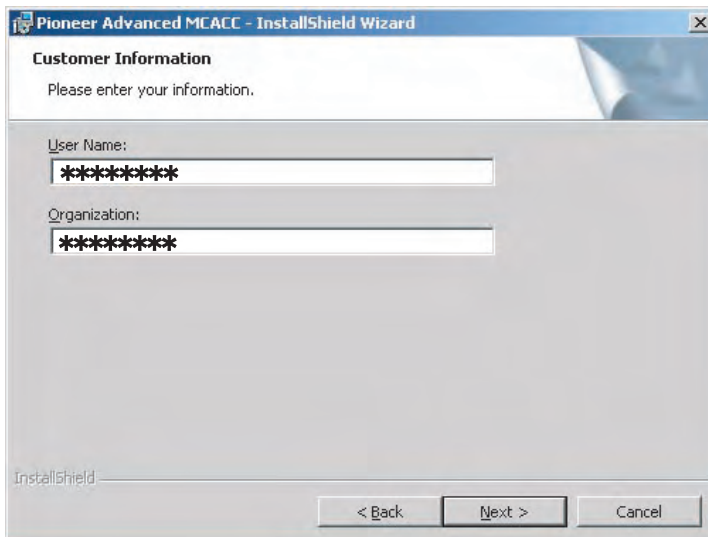 Pioneer Advanced MCACC - InstallShield Wizard
Customer Information
Please enter your information.
User Name:
********
Organization:
********
InstallShield
< Back Next > Cancel